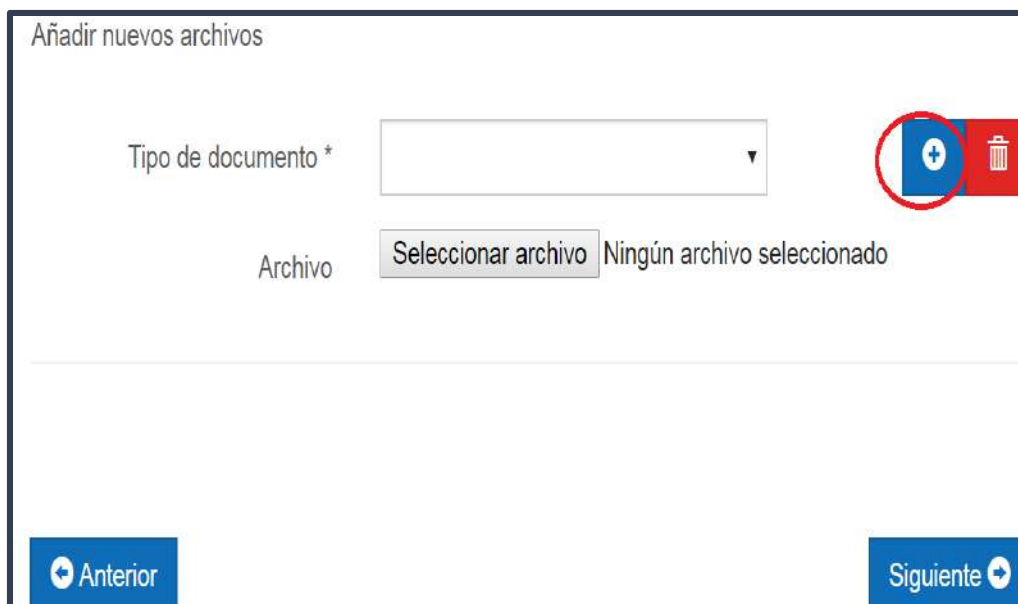 Añadir nuevos archivos
Tipo de documento *
Archivo
Seleccionar archivo Ningún archivo seleccionado
Anterior
Siguiente